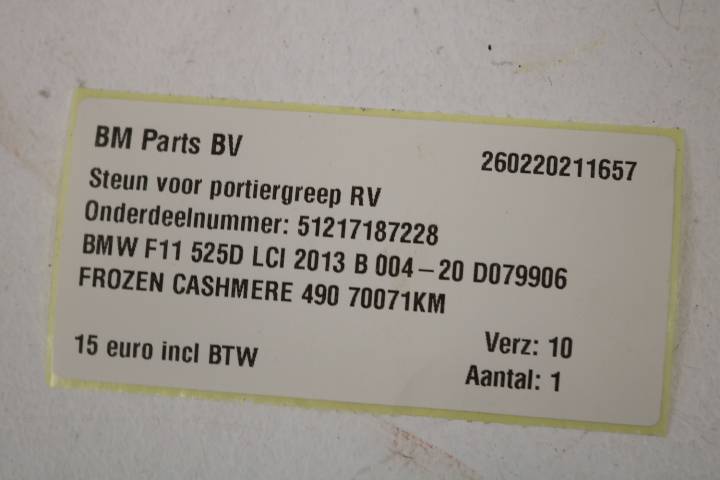 BM Parts BV 260220211657
Steun voor portiergreep RV
Onderdeelnummer: 51217187228
BMW F11 525D LCI 2013 B 004-20 D079906
FROZEN CASHMERE 490 70071KM
15 euro incl BTW Verz: 10
Aantal: 1